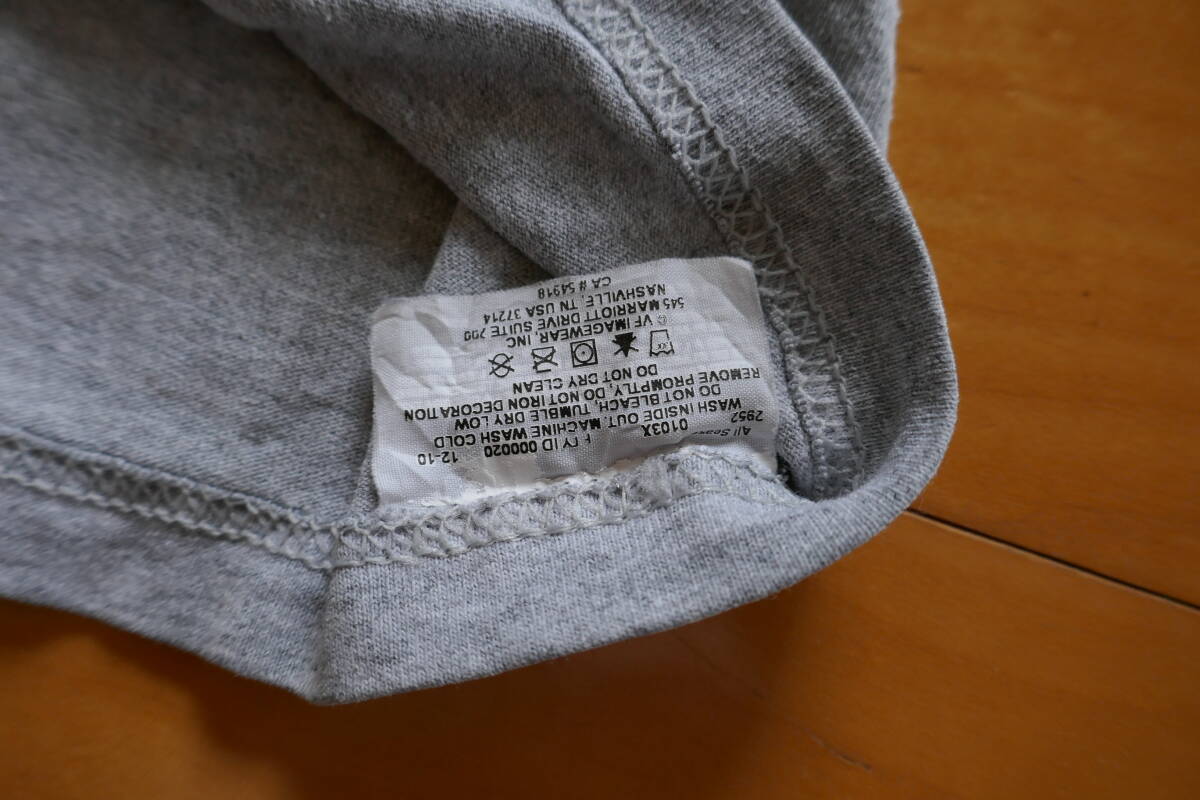 All
2952 0103X FTY ID 000020 12-10
WASH INSIDE OUT. MACHINE WASH COLD
DO NOT BLEACH, TUMBLE DRY LOW
REMOVE PROMPTLY, DO NOT IRON DECORATION
DO NOT DRY CLEAN
© VF IMAGEWEAR, INC
545 MARRIOTT DRIVE SUITE 200
NASHVILLE, TN USA 37214
CA # 54918